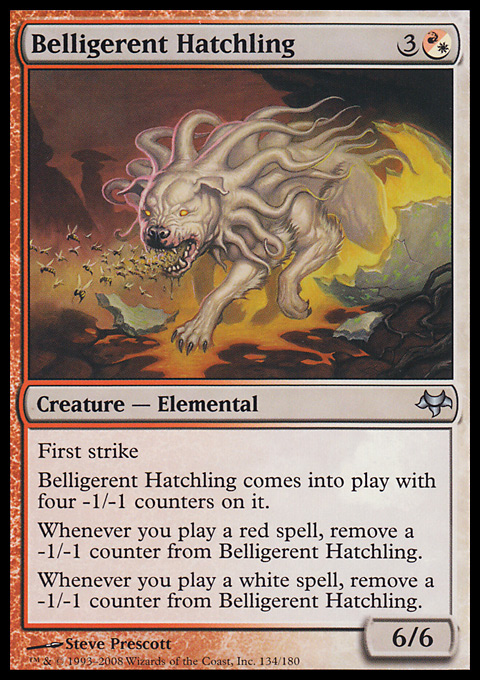 Belligerent Hatchling 3
Creature — Elemental
First strike
Belligerent Hatchling comes into play with
four -1/-1 counters on it.
Whenever you play a red spell, remove a
-1/-1 counter from Belligerent Hatchling.
Whenever you play a white spell, remove a
-1/-1 counter from Belligerent Hatchling.
Steve Prescott
6/6
™ & © 1993–2008 Wizards of the Coast, Inc. 134/180